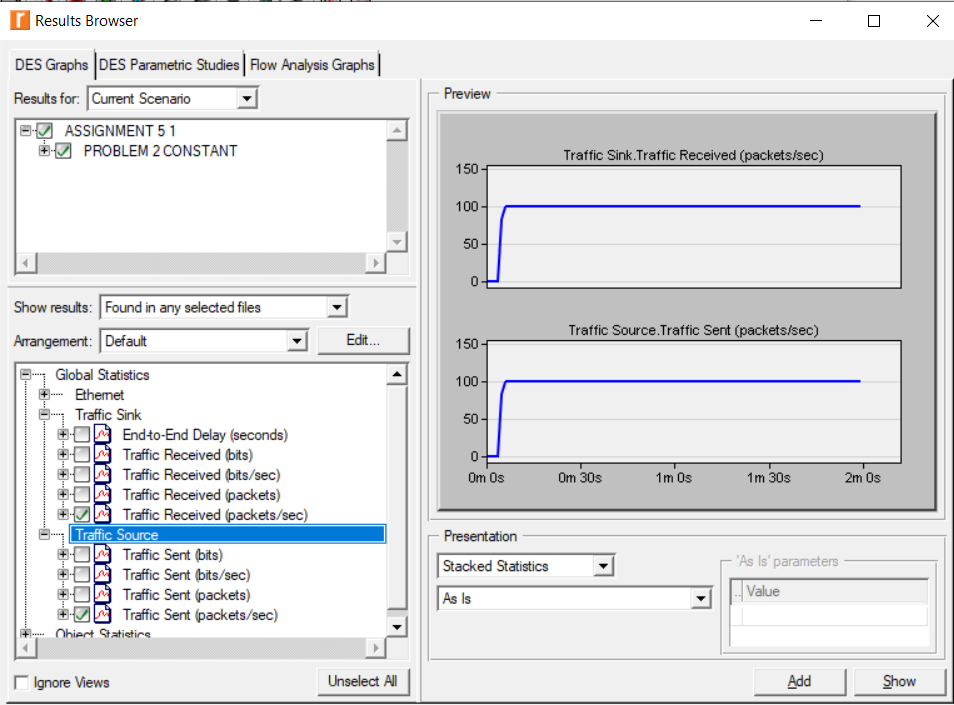 Results Browser
DES Graphs DES Parametric Studies Flow Analysis Graphs
Results for: Current Scenario
ASSIGNMENT 5 1
PROBLEM 2 CONSTANT
Show results: Found in any selected files
Arrangement: Default Edit...
Global Statistics
Ethernet
Traffic Sink
End-to-End Delay (seconds)
Traffic Received (bits)
Traffic Received (bits/sec)
Traffic Received (packets)
Traffic Received (packets/sec)
Traffic Source
Traffic Sent (bits)
Traffic Sent (bits/sec)
Traffic Sent (packets)
Traffic Sent (packets/sec)
Object Statistics
Ignore Views Unselect All
Preview
Traffic Sink.Traffic Received (packets/sec)
150
100
50
0
Traffic Source.Traffic Sent (packets/sec)
150
100
50
0
0m 0s 0m 30s 1m 0s 1m 30s 2m 0s
Presentation
Stacked Statistics
As Is
'As Is' parameters
.. Value
Add Show